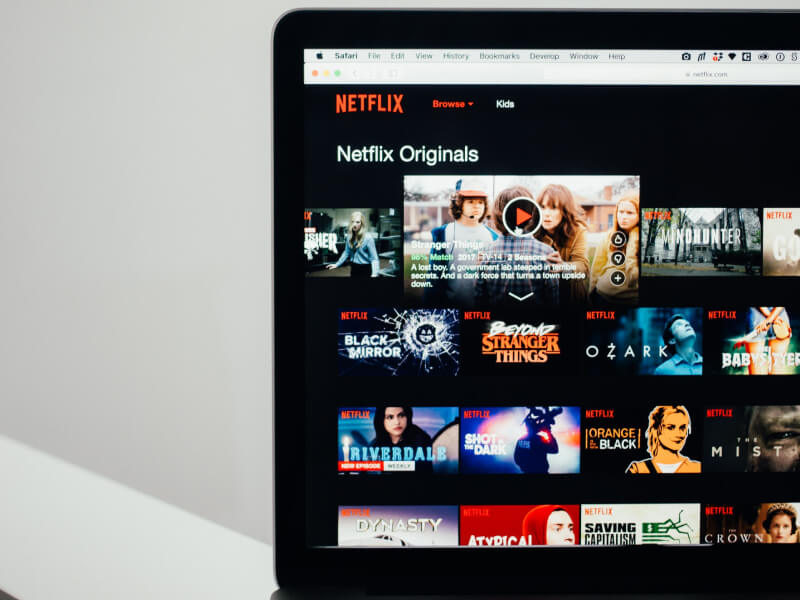 Safari File Edit View History Bookmarks Develop Window Help
netflix.com
NETFLIX Browse Kids
Netflix Originals
NETFLIX
NETFLIX
Stranger Things
2017 TV-14 2 Seasons
A lost boy. A government lab steeped in terrible
secrets. And a dark force that turns a town upside
down.
MINDHUNTER
NETFLIX NETFLIX NETFLIX NETFLIX
BLACK
MIRROR
BEYOND
STRANGER
THINGS
OZARK
BABYSITTER
NETFLIX NETFLIX NETFLIX NETFLIX
RIVERDALE
NEW EPISODE WEEKLY
SHOT IN
THE DARK
ORANGE
IS THE NEW
BLACK
THE
MIST
NETFLIX NETFLIX NETFLIX NETFLIX
DYNASTY
ATYPICAL
SAVING
CAPITALISM
THE
CROWN